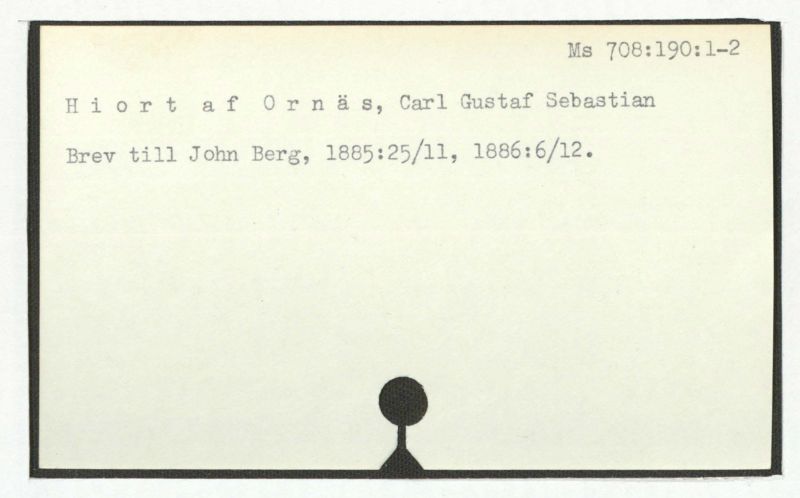 Ms 708:190:1-2
H i o r t a f O r n ä s, Carl Gustaf Sebastian
Brev till John Berg, 1885:25/11, 1886:6/12.